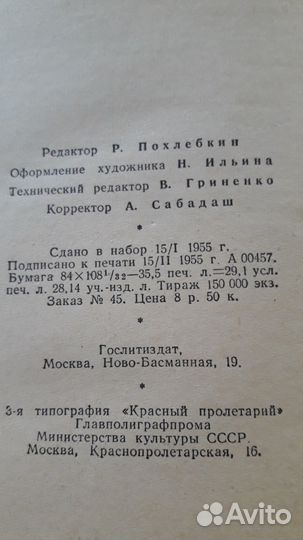 Редактор Р. Похлебкин
Оформление художника Н. Ильина
Технический редактор В. Гриненко
Корректор А. Сабадаш
*
Сдано в набор 15/I 1955 г.
Подписано к печати 15/II 1955 г. А 00457.
Бумага 84×108¹/₃₂—35,5 печ. л.=29,1 усл.
печ. л. 28,14 уч.-изд. л. Тираж 150 000 экз.
Заказ № 45. Цена 8 р. 50 к.
*
Гослитиздат,
Москва, Ново-Басманная, 19.
*
3-я типография «Красный пролетарий»
Главполиграфпрома
Министерства культуры СССР.
Москва, Краснопролетарская, 16.
Avito